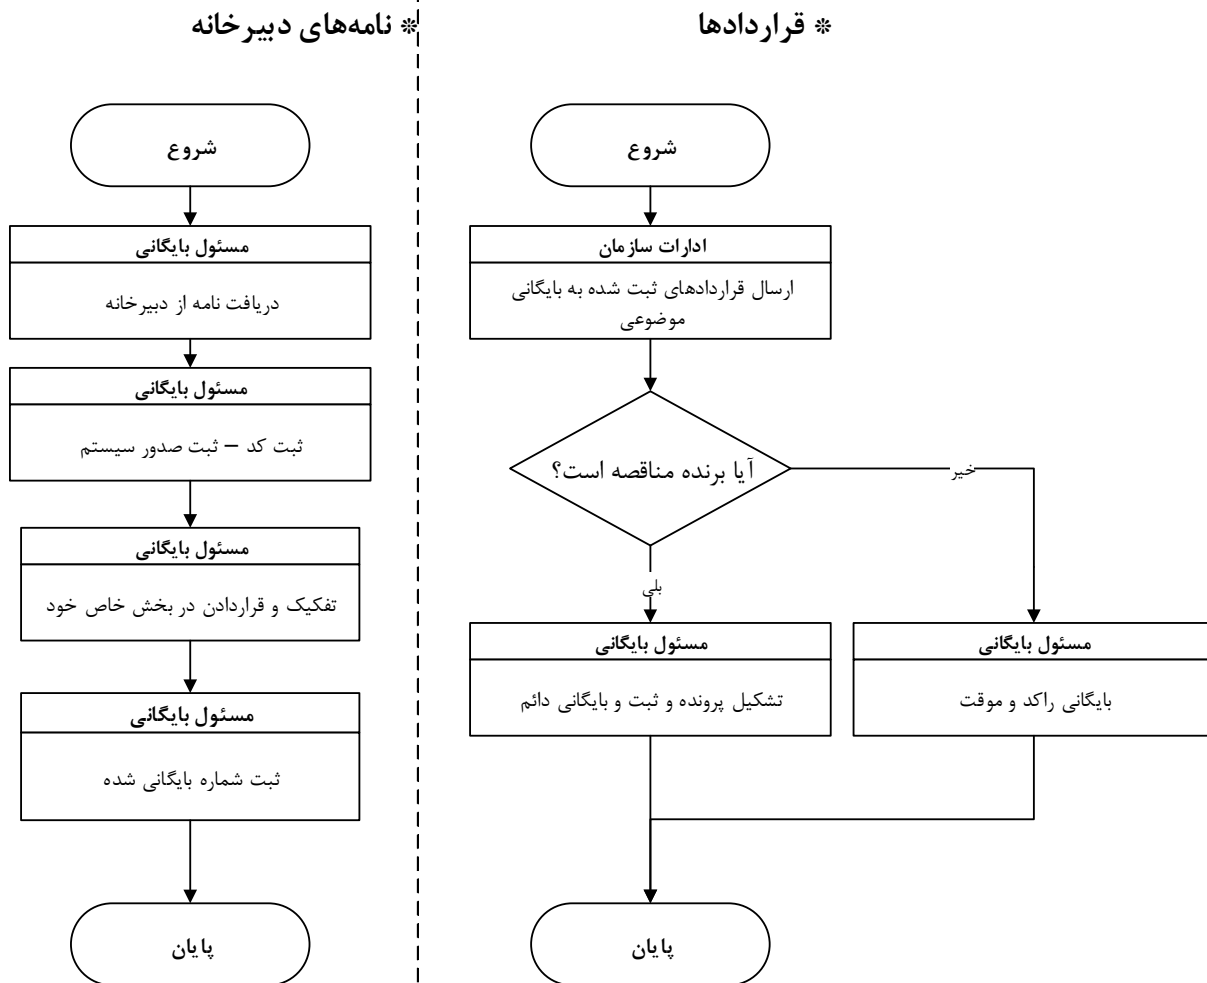 * قراردادها
شروع
ادارات سازمان
ارسال قراردادهای ثبت شده به بایگانی
موضوعی
آیا برنده مناقصه است؟
خیر
بلی
مسئول بایگانی
بایگانی راکد و موقت
مسئول بایگانی
تشکیل پرونده و ثبت و بایگانی دائم
پایان
* نامه‌های دبیرخانه
شروع
مسئول بایگانی
دریافت نامه از دبیرخانه
مسئول بایگانی
ثبت کد – ثبت صدور سیستم
مسئول بایگانی
تفکیک و قراردادن در بخش خاص خود
مسئول بایگانی
ثبت شماره بایگانی شده
پایان